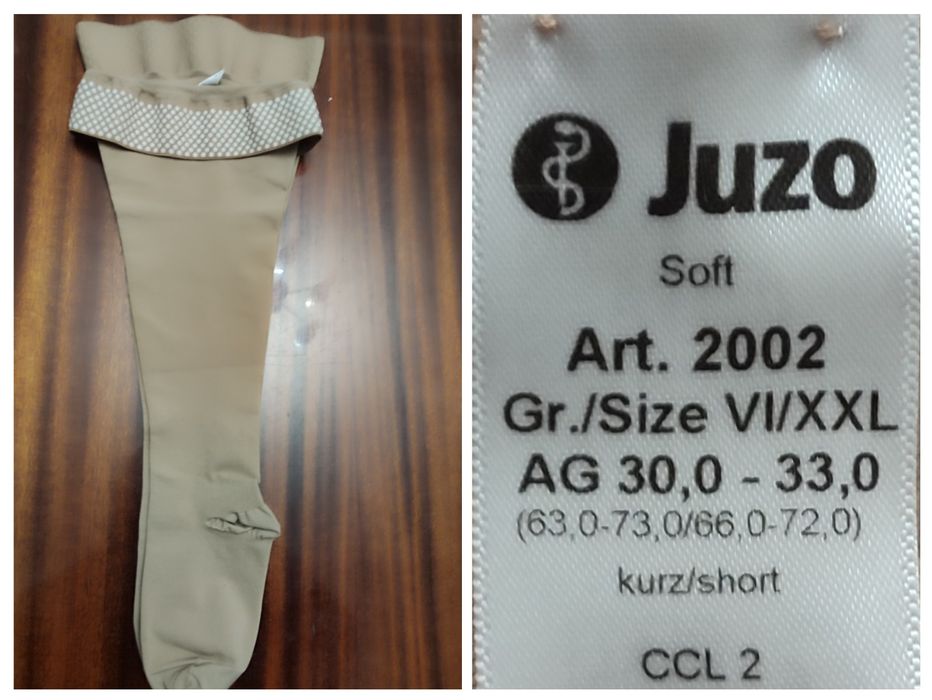 Juzo
Soft
Art. 2002
Gr./Size VI/XXL
AG 30,0 - 33,0
(63,0-73,0/66,0-72,0)
kurz/short
CCL 2